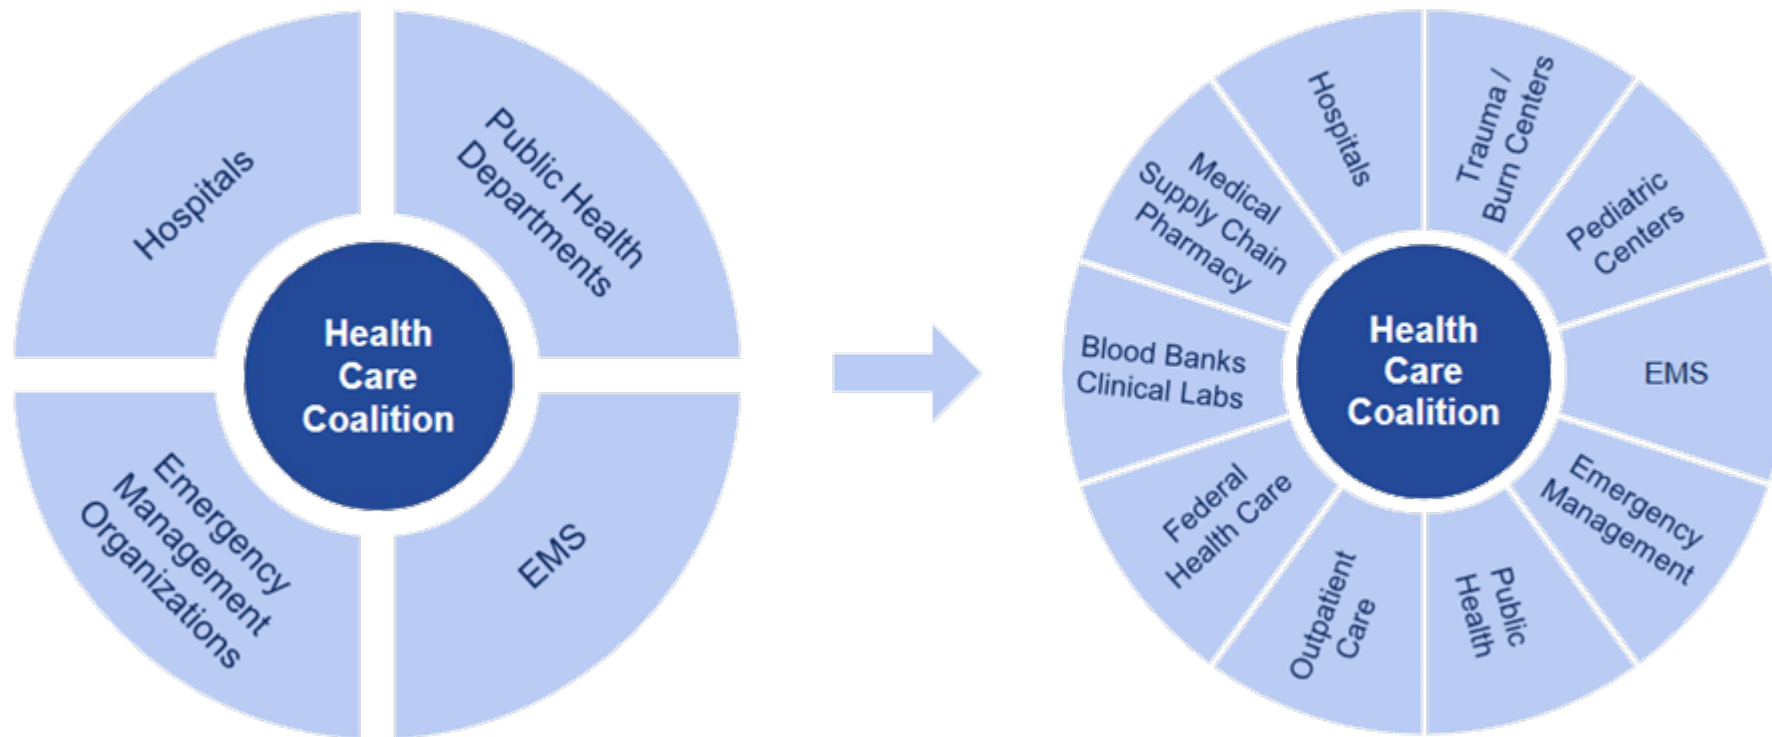 Hospitals
Public Health
Departments
Health
Care
Coalition
Emergency
Management
Organizations
EMS
Hospitals
Trauma /
Burn Centers
Pediatric
Centers
EMS
Emergency
Management
Public
Health
Outpatient
Care
Federal
Health Care
Blood Banks
Clinical Labs
Medical
Supply Chain
Pharmacy
Health
Care
Coalition